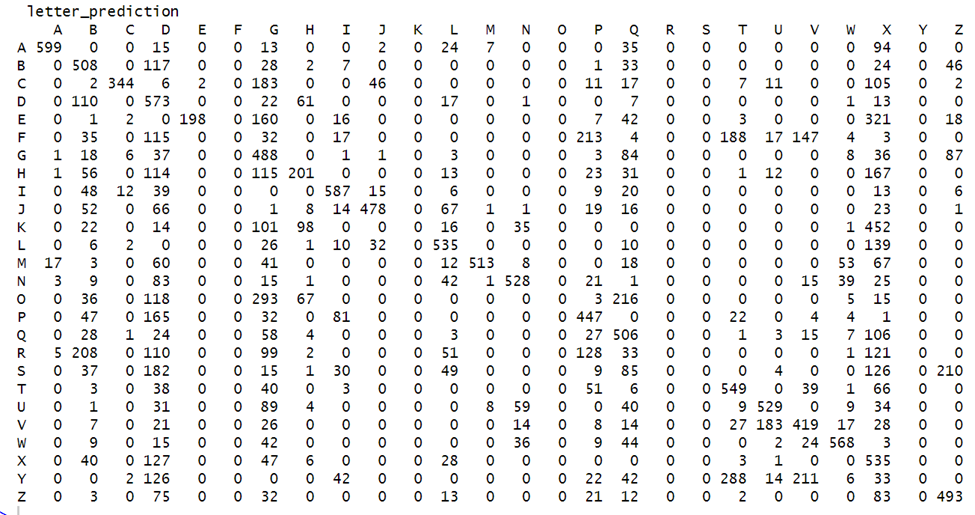 letter_prediction
A B C D E F G H I J K L M N O P Q R S T U V W X Y Z
A 599 0 0 15 0 0 13 0 0 2 0 24 7 0 0 0 35 0 0 0 0 0 0 94 0 0
B 0 508 0 117 0 0 28 2 7 0 0 0 0 0 0 1 33 0 0 0 0 0 0 24 0 46
C 0 2 344 6 2 0 183 0 0 46 0 0 0 0 0 11 17 0 0 7 11 0 0 105 0 2
D 0 110 0 573 0 0 22 61 0 0 0 17 0 1 0 0 7 0 0 0 0 0 1 13 0 0
E 0 1 2 0 198 0 160 0 16 0 0 0 0 0 0 7 42 0 0 3 0 0 0 321 0 18
F 0 35 0 115 0 0 32 0 17 0 0 0 0 0 0 213 4 0 0 188 17 147 4 3 0 0
G 1 18 6 37 0 0 488 0 1 1 0 3 0 0 0 3 84 0 0 0 0 0 8 36 0 87
H 1 56 0 114 0 0 115 201 0 0 0 13 0 0 0 23 31 0 0 1 12 0 0 167 0 0
I 0 48 12 39 0 0 0 0 587 15 0 6 0 0 0 9 20 0 0 0 0 0 0 13 0 6
J 0 52 0 66 0 0 1 8 14 478 0 67 1 1 0 19 16 0 0 0 0 0 0 23 0 1
K 0 22 0 14 0 0 101 98 0 0 0 16 0 35 0 0 0 0 0 0 0 0 1 452 0 0
L 0 6 2 0 0 0 26 1 10 32 0 535 0 0 0 0 10 0 0 0 0 0 0 139 0 0
M 17 3 0 60 0 0 41 0 0 0 0 12 513 8 0 0 18 0 0 0 0 0 53 67 0 0
N 3 9 0 83 0 0 15 1 0 0 0 42 1 528 0 21 1 0 0 0 0 15 39 25 0 0
O 0 36 0 118 0 0 293 67 0 0 0 0 0 0 0 3 216 0 0 0 0 0 5 15 0 0
P 0 47 0 165 0 0 32 0 81 0 0 0 0 0 0 447 0 0 0 22 0 4 4 1 0 0
Q 0 28 1 24 0 0 58 4 0 0 0 3 0 0 0 27 506 0 0 1 3 15 7 106 0 0
R 5 208 0 110 0 0 99 2 0 0 0 51 0 0 0 128 33 0 0 0 0 0 1 121 0 0
S 0 37 0 182 0 0 15 1 30 0 0 49 0 0 0 9 85 0 0 0 4 0 0 126 0 210
T 0 3 0 38 0 0 40 0 3 0 0 0 0 0 0 51 6 0 0 549 0 39 1 66 0 0
U 0 1 0 31 0 0 89 4 0 0 0 0 8 59 0 0 40 0 0 9 529 0 9 34 0 0
V 0 7 0 21 0 0 26 0 0 0 0 0 0 14 0 8 14 0 0 27 183 419 17 28 0 0
W 0 9 0 15 0 0 42 0 0 0 0 0 0 36 0 9 44 0 0 0 2 24 568 3 0 0
X 0 40 0 127 0 0 47 6 0 0 0 28 0 0 0 0 0 0 0 3 1 0 0 535 0 0
Y 0 0 2 126 0 0 0 0 42 0 0 0 0 0 0 22 42 0 0 288 14 211 6 33 0 0
Z 0 3 0 75 0 0 32 0 0 0 0 13 0 0 0 21 12 0 0 2 0 0 0 83 0 493